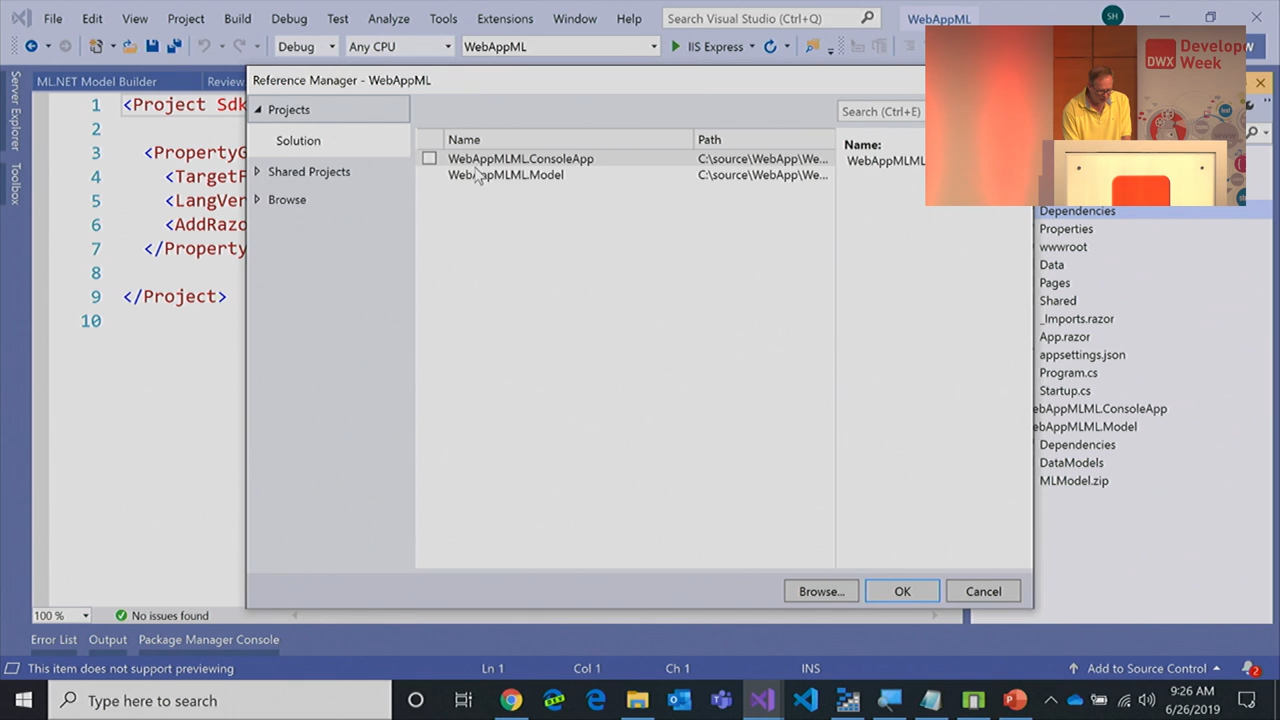 File Edit View Project Build Debug Test Analyze Tools Extensions Window Help Search Visual Studio (Ctrl+Q) WebAppML SH
Debug Any CPU WebAppML IIS Express
ML.NET Model Builder Review
Server Explorer
Toolbox
1 <Project Sdk
2
3 <PropertyG
4 <TargetF
5 <LangVer
6 <AddRazo
7 </Property
8
9 </Project>
10
Reference Manager - WebAppML
Projects
Solution
Shared Projects
Browse
Search (Ctrl+E)
Name Path
WebAppMLML.ConsoleApp C:\source\WebApp\We...
WebAppMLML.Model C:\source\WebApp\We...
Name:
WebAppMLML
Browse... OK Cancel
DWX Develope
Week
Dependencies
Properties
wwwroot
Data
Pages
Shared
_Imports.razor
App.razor
appsettings.json
Program.cs
Startup.cs
ebAppMLML.ConsoleApp
ebAppMLML.Model
Dependencies
DataModels
MLModel.zip
100 % No issues found
Error List Output Package Manager Console
This item does not support previewing Ln 1 Col 1 Ch 1 INS Add to Source Control 2
Type here to search
9:26 AM
6/26/2019